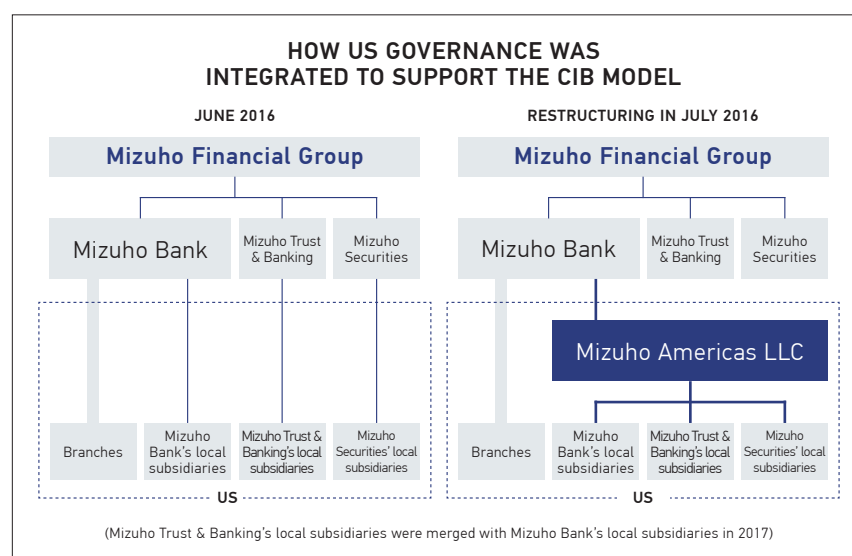 HOW US GOVERNANCE WAS
INTEGRATED TO SUPPORT THE CIB MODEL
JUNE 2016
Mizuho Financial Group
Mizuho Bank
Mizuho Trust
& Banking
Mizuho
Securities
Branches
Mizuho
Bank’s local
subsidiaries
Mizuho Trust &
Banking’s local
subsidiaries
Mizuho
Securities’ local
subsidiaries
US
RESTRUCTURING IN JULY 2016
Mizuho Financial Group
Mizuho Bank
Mizuho Trust
& Banking
Mizuho
Securities
Mizuho Americas LLC
Branches
Mizuho
Bank’s local
subsidiaries
Mizuho Trust &
Banking’s local
subsidiaries
Mizuho
Securities’ local
subsidiaries
US
(Mizuho Trust & Banking’s local subsidiaries were merged with Mizuho Bank’s local subsidiaries in 2017)